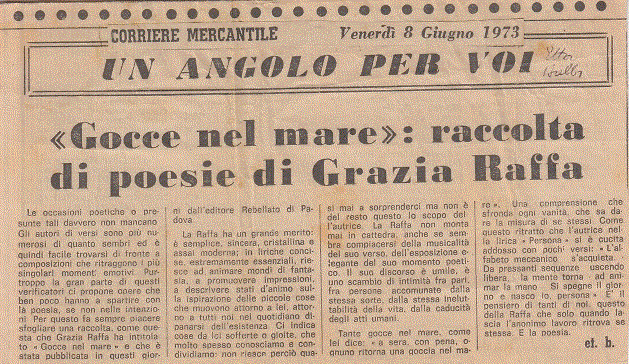 CORRIERE MERCANTILE Venerdì 8 Giugno 1973
UN ANGOLO PER VOI
«Gocce nel mare»: raccolta
di poesie di Grazia Raffa
Le occasioni poetiche o pre-
sunte tali davvero non mancano
Gli autori di versi sono più nu-
merosi di quanto sembri ed è
quindi facile trovarsi di fronte a
composizioni che ritraggono i più
singolari moment emotivi. Pur-
troppo la gran parte di questi
verificatori ci propone opere che
ben poco hanno a spartire con
la poesia, se non nelle intenzio-
ni. Per questo fa sempre piacere
sfogliare una raccolta, come que-
sta che Grazia Raffa ha intitola
to « Gocce nel mare » e che è
stata pubblicata in questi gior-
ni dall'editore Rebellato di Pa-
dova.
La Raffa ha un grande merito:
è semplice, sincera, cristallina e
assai moderna; in liriche conci-
se, estremamente essenziali, rie-
sce ad animare mondi di fanta-
sia, a promuovere impressioni,
a descrivere stati d'animo sul-
la ispirazione delle piccole cose
che muovono attorno a lei, attor-
no a tutti noi nel quotidiano di-
panarsi dell'esistenza. Ci indica
cose da lei sofferte o gioite, che
molto spesso conosciamo e con-
dividiamo: non riesce perciò qua-
si mai a sorprenderci ma non è
del resto questo lo scopo del-
l'autrice. La Raffa non monta
mai in cattedra, anche se sem-
bra compiacersi della musicalità
del suo verso, dell'esposizione e-
legante del suo momento poeti-
co. Il suo discorso è umile, è
uno scambio di intimità fra pari,
fra persone accomunate dalla
stessa sorte, dalla stessa inelut-
tabilità della vita, dalla caducità
degli atti umani.
Tanto gocce nel mare, come
lei dice: « a sera, con pena, o-
gnuno ritorna una goccia nel ma-
re ». Una comprensione che
sfronda ogni vanità, che sa da-
re la misura di se stessi. Come
questo ritratto che l'autrice nel-
la lirica « Persona » si è cucita
addosso con pochi versi: « L'al-
fabeto meccanico s'acquieta.
Da pressanti sequenze uscendo
libera, la mente torna ad ani-
mar la mano. Si spegne il gior-
no e nasco io, persona ». E' il
pensiero di tanti di noi, questo
della Raffa che solo quando la-
scia l'anonimo lavoro ritrova se
stessa. E la poesia.
et. b.